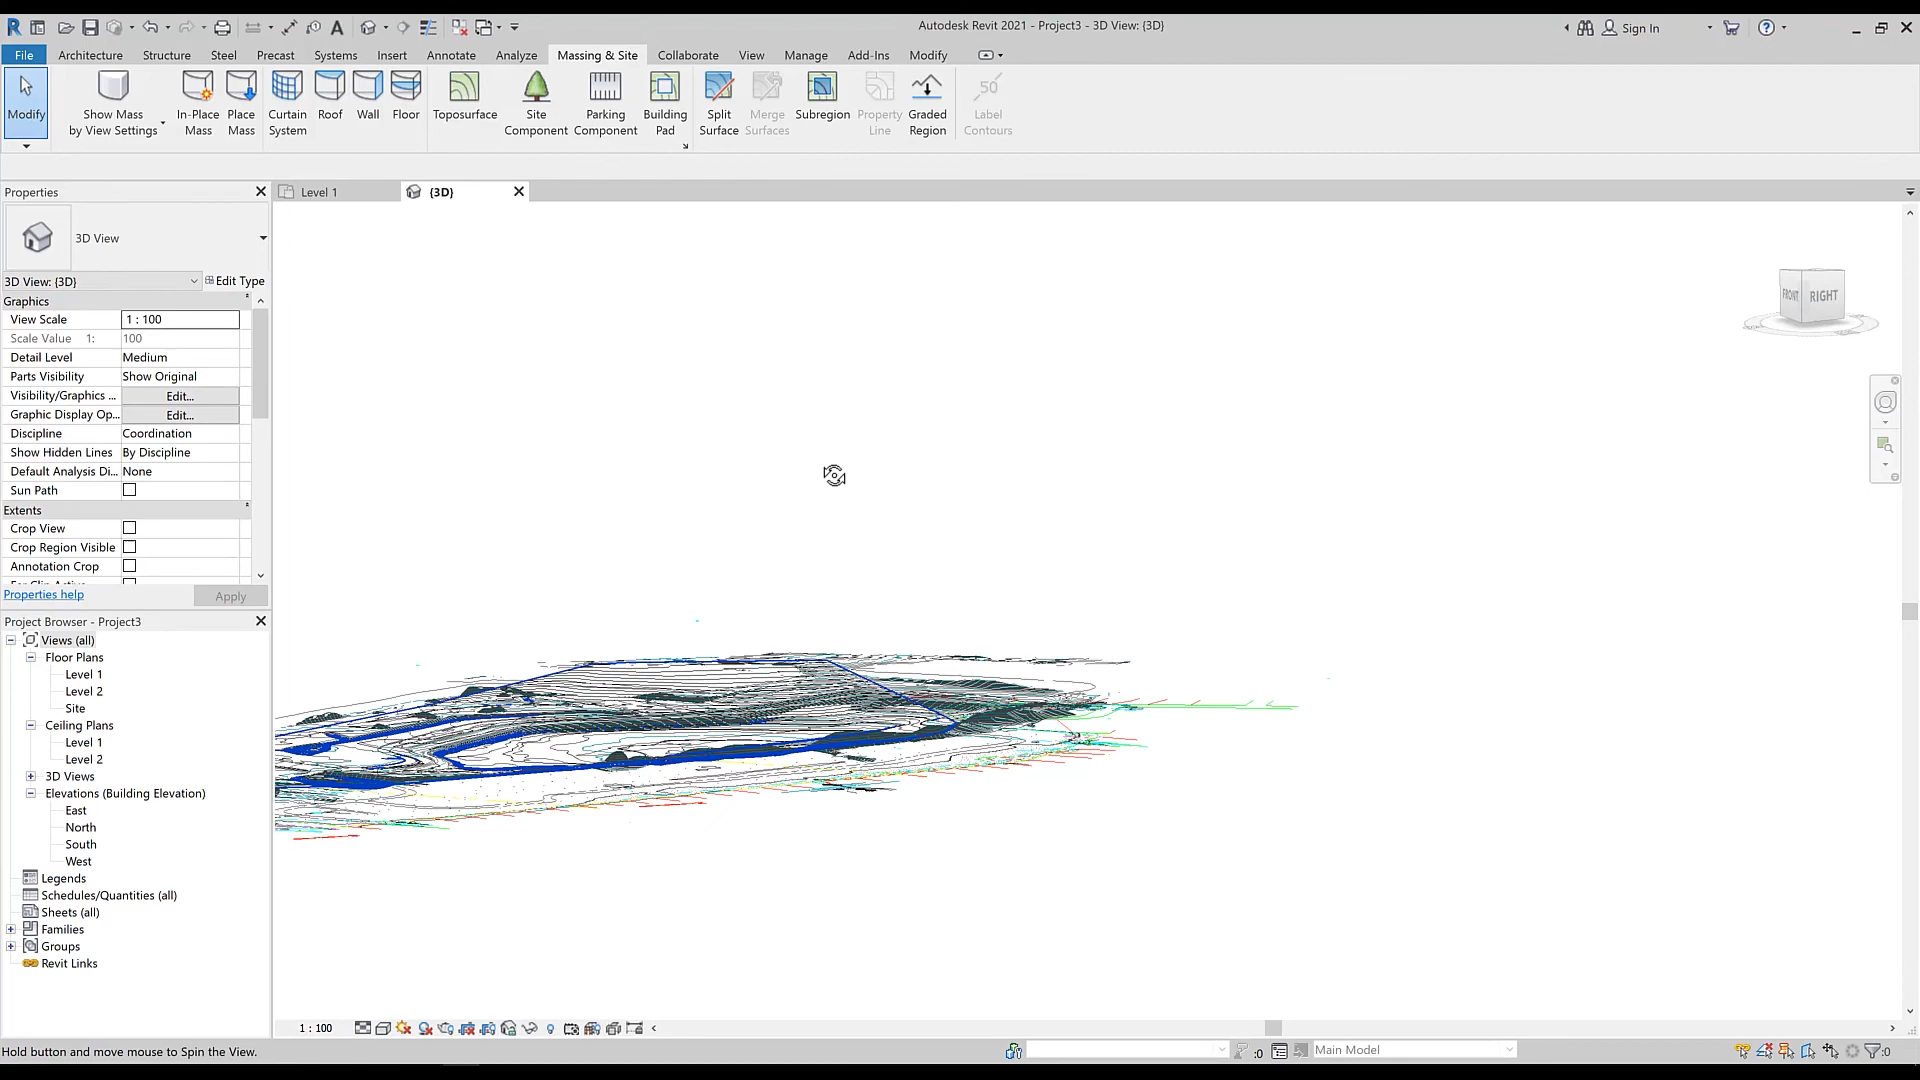 Autodesk Revit 2021 - Project3 - 3D View: {3D}
Sign In
File Architecture Structure Steel Precast Systems Insert Annotate Analyze Massing & Site Collaborate View Manage Add-Ins Modify
Modify
Show Mass
by View Settings
In-Place
Mass
Place
Mass
Curtain
System
Roof
Wall
Floor
Toposurface
Site
Component
Parking
Component
Building
Pad
Split
Surface
Merge
Surfaces
Subregion
Property
Line
Graded
Region
50
Label
Contours
Properties
Level 1
{3D}
3D View
3D View: {3D}
Edit Type
Graphics
View Scale 1 : 100
Scale Value 1: 100
Detail Level Medium
Parts Visibility Show Original
Visibility/Graphics ... Edit...
Graphic Display Op... Edit...
Discipline Coordination
Show Hidden Lines By Discipline
Default Analysis Di... None
Sun Path
Extents
Crop View
Crop Region Visible
Annotation Crop
Properties help
Apply
FRONT RIGHT
Project Browser - Project3
Views (all)
Floor Plans
Level 1
Level 2
Site
Ceiling Plans
Level 1
Level 2
3D Views
Elevations (Building Elevation)
East
North
South
West
Legends
Schedules/Quantities (all)
Sheets (all)
Families
Groups
Revit Links
1 : 100
Hold button and move mouse to Spin the View.
:0
Main Model
:0